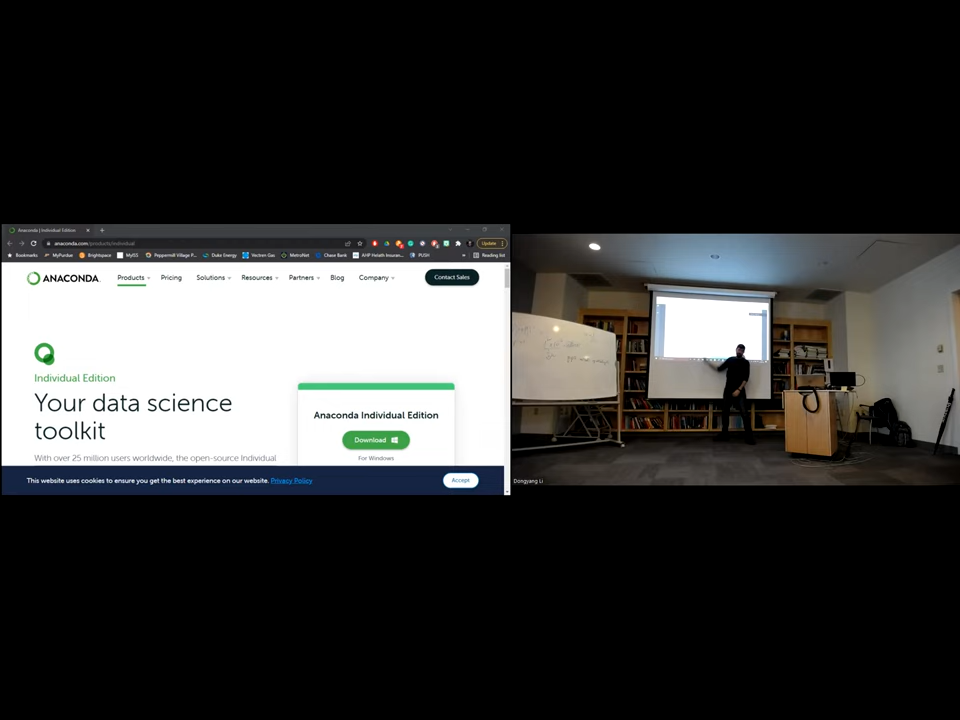 Anaconda | Individual Edition
anaconda.com/products/individual
Update
Bookmarks MyPurdue Brightspace MyISS Peppermill Village P... Duke Energy Vectren Gas MetroNet Chase Bank AHP Health Insuran... PUSH Reading list
ANACONDA. Products Pricing Solutions Resources Partners Blog Company Contact Sales
Individual Edition
Your data science
toolkit
With over 25 million users worldwide, the open-source Individual
Anaconda Individual Edition
Download
For Windows
This website uses cookies to ensure you get the best experience on our website. Privacy Policy
Accept
Dongyang Li